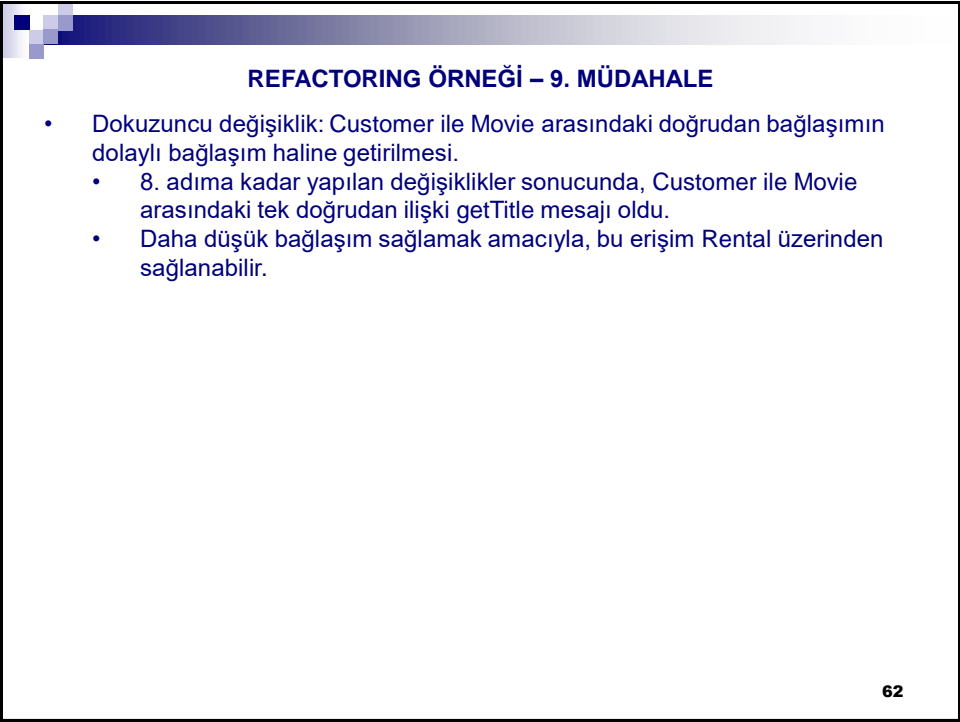 REFACTORING ÖRNEĞİ – 9. MÜDAHALE
• Dokuzuncu değişiklik: Customer ile Movie arasındaki doğrudan bağlaşımın
dolaylı bağlaşım haline getirilmesi.
• 8. adıma kadar yapılan değişiklikler sonucunda, Customer ile Movie
arasındaki tek doğrudan ilişki getTitle mesajı oldu.
• Daha düşük bağlaşım sağlamak amacıyla, bu erişim Rental üzerinden
sağlanabilir.
62